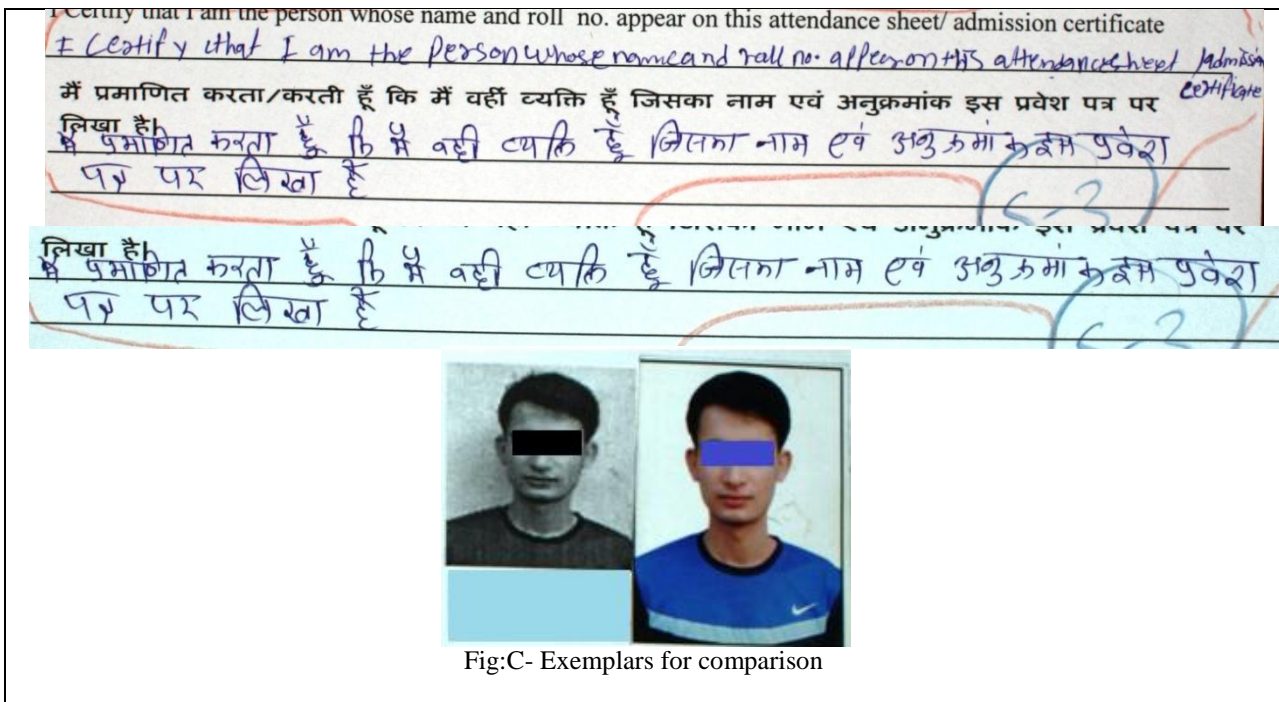 I Certify that I am the person whose name and roll no. appear on this attendance sheet/ admission certificate
I Certify that I am the Person whose name and roll no. appear on this attendance sheet /Admission certificate
मैं प्रमाणित करता/करती हूँ कि मैं वहीं व्यक्ति हूँ जिसका नाम एवं अनुक्रमांक इस प्रवेश पत्र पर
लिखा है।
मै प्रमाणित करता हूँ कि मै वही व्यक्ति हूँ जिसका नाम एवं अनुक्रमांक इस प्रवेश
पत्र पर लिखा है
C-3
लिखा है।
मै प्रमाणित करता हूँ कि मै वही व्यक्ति हूँ जिसका नाम एवं अनुक्रमांक इस प्रवेश
पत्र पर लिखा है
Fig:C- Exemplars for comparison